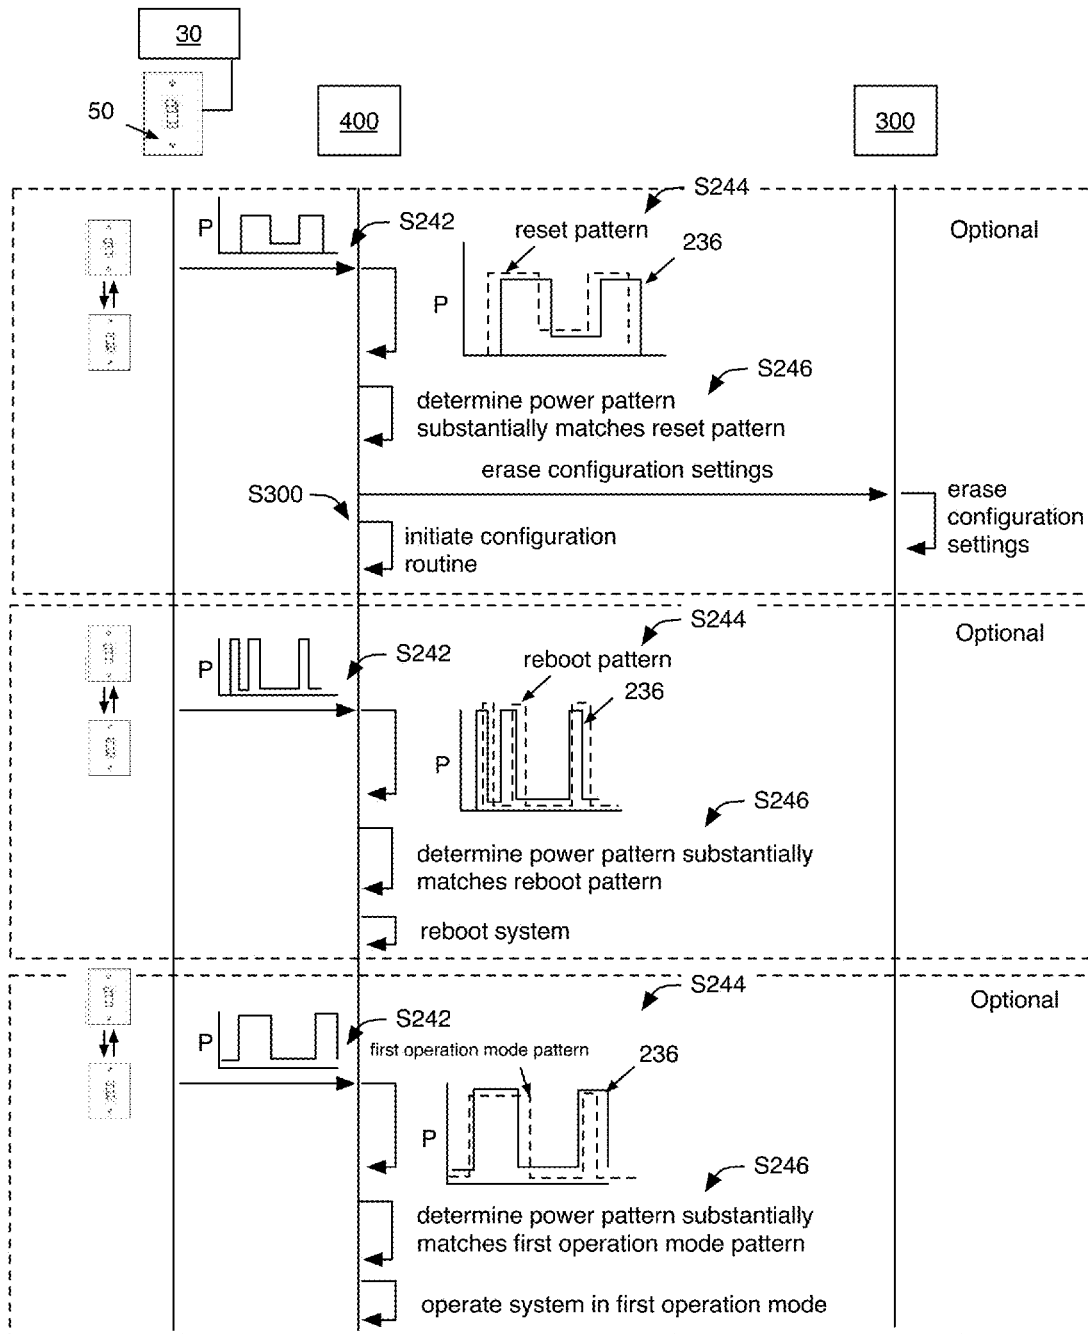 30
50
400
300
S244
P
S242
reset pattern
236
Optional
P
S246
determine power pattern
substantially matches reset pattern
erase configuration settings
S300
erase
configuration
settings
initiate configuration
routine
S244
Optional
P
S242
reboot pattern
236
P
S246
determine power pattern substantially
matches reboot pattern
reboot system
S244
Optional
P
S242
first operation mode pattern
236
P
S246
determine power pattern substantially
matches first operation mode pattern
operate system in first operation mode